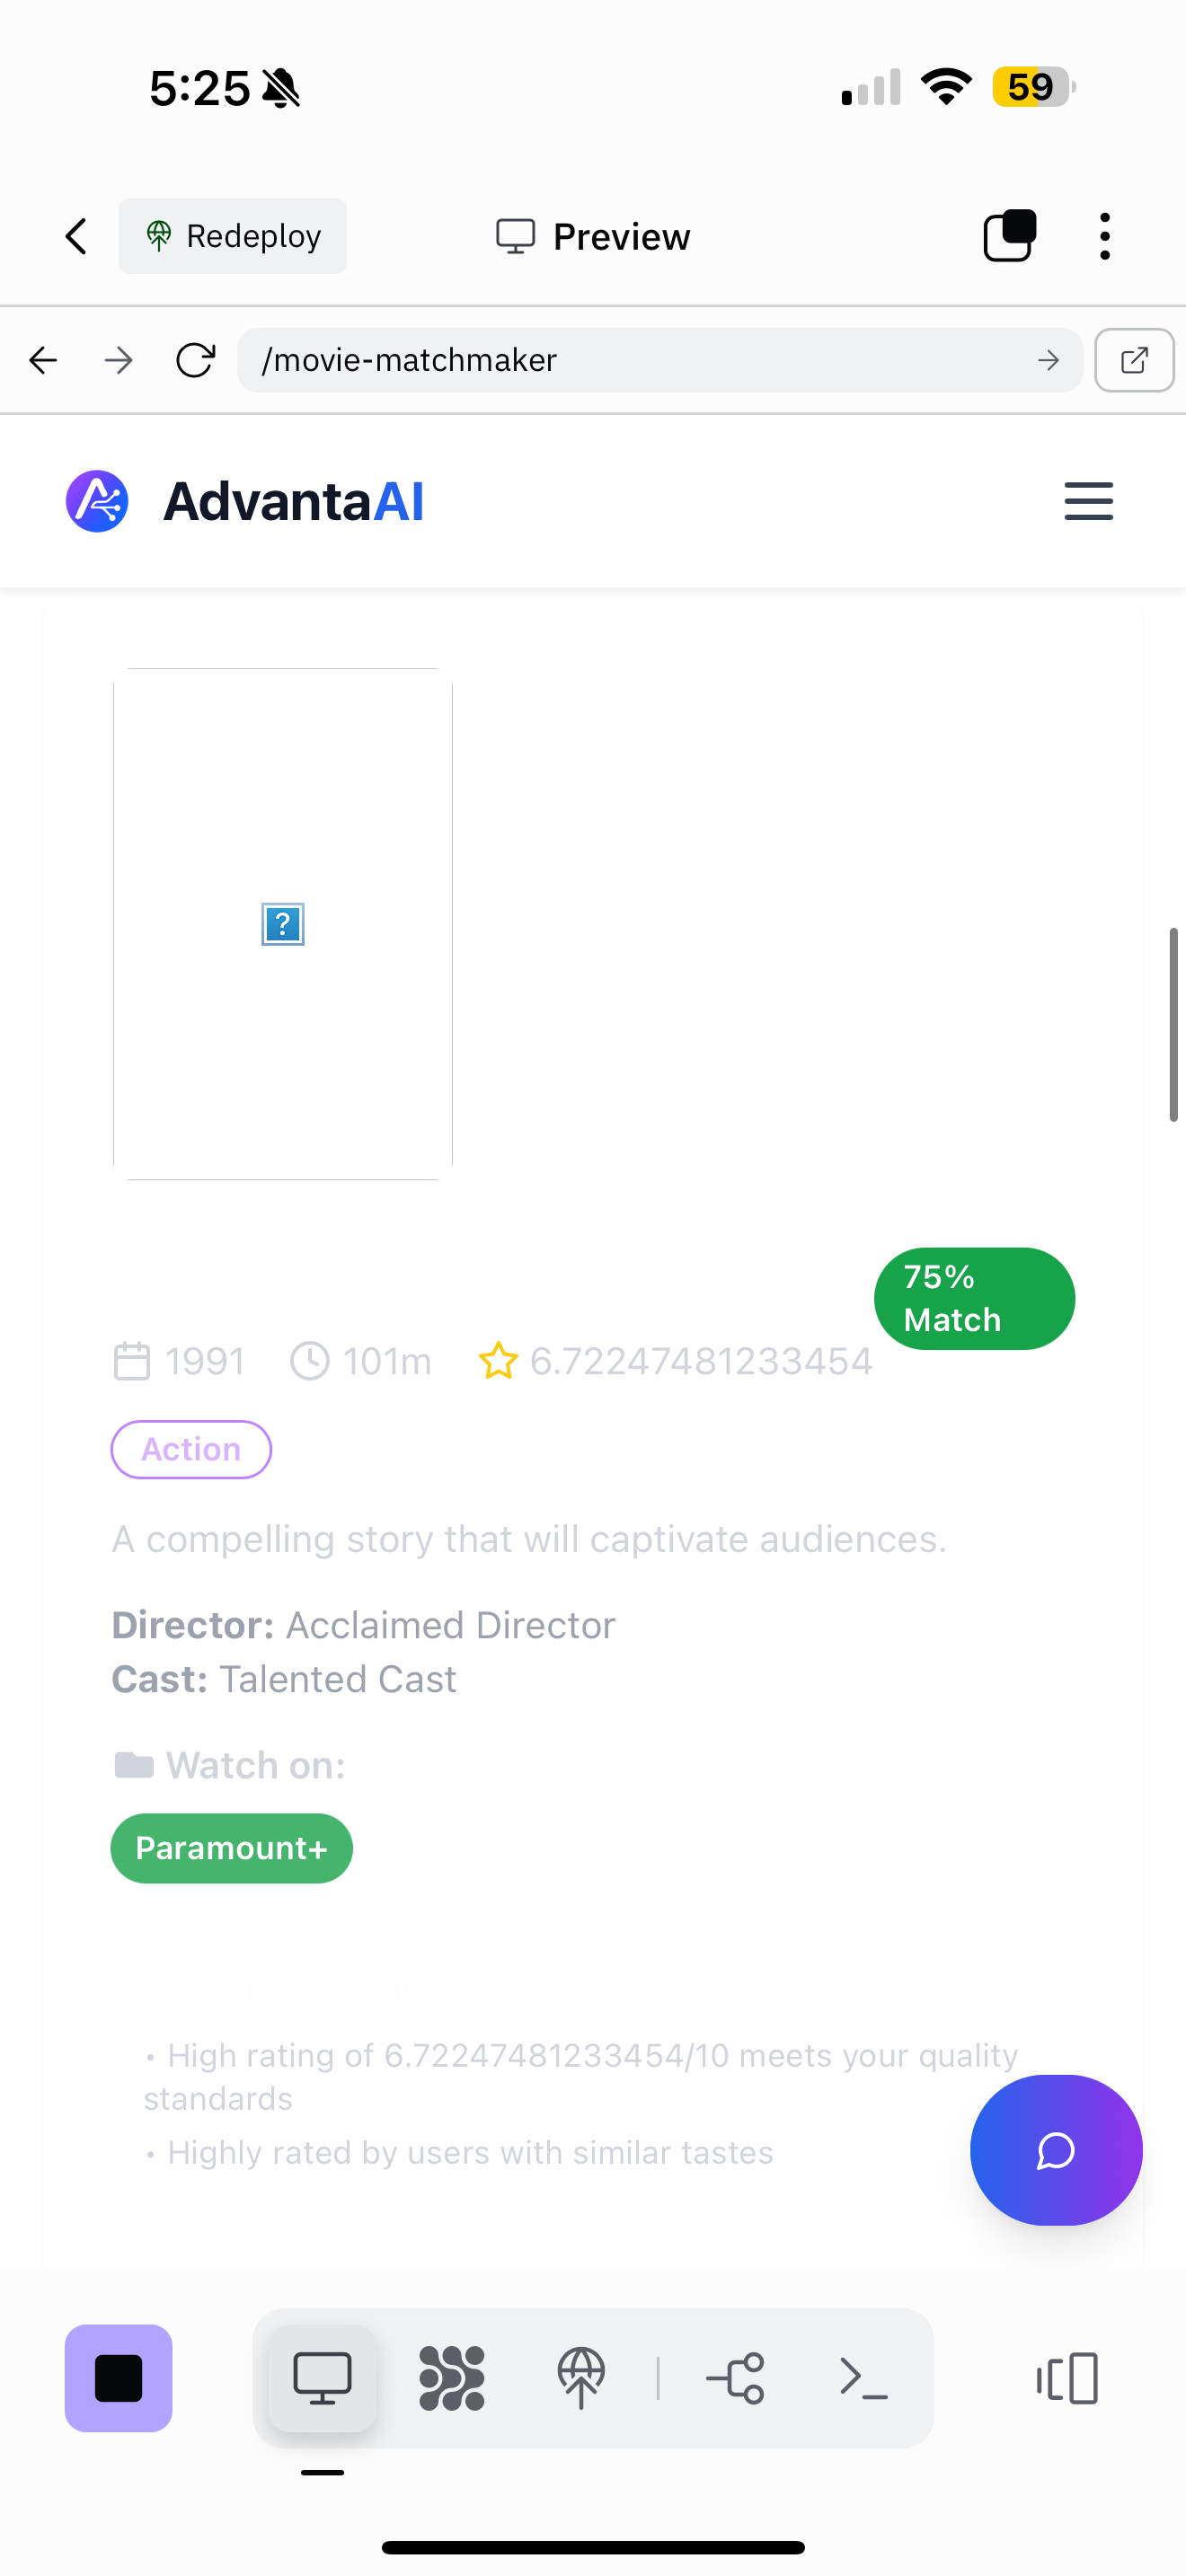 5:25
59
Redeploy
Preview
/movie-matchmaker
AdvantaAI
?
75%
Match
1991
101m
6.72247481233454
Action
A compelling story that will captivate audiences.
Director: Acclaimed Director
Cast: Talented Cast
Watch on:
Paramount+
• High rating of 6.72247481233454/10 meets your quality
standards
• Highly rated by users with similar tastes